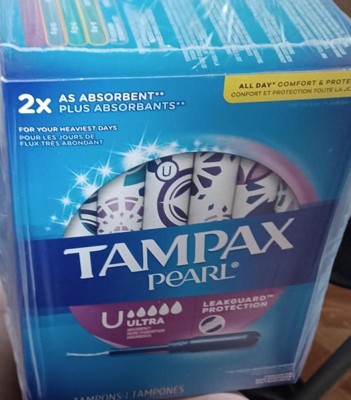 2x AS ABSORBENT**
PLUS ABSORBANTS**
FOR YOUR HEAVIEST DAYS
POUR LES JOURS DE
FLUX TRÈS ABONDANT
ALL DAY* COMFORT & PROTE
CONFORT ET PROTECTION TOUTE LA JO
U
TAMPAX
PEARL®
U ULTRA
LEAKGUARD™
PROTECTION
TAMPONS | TAMPONES